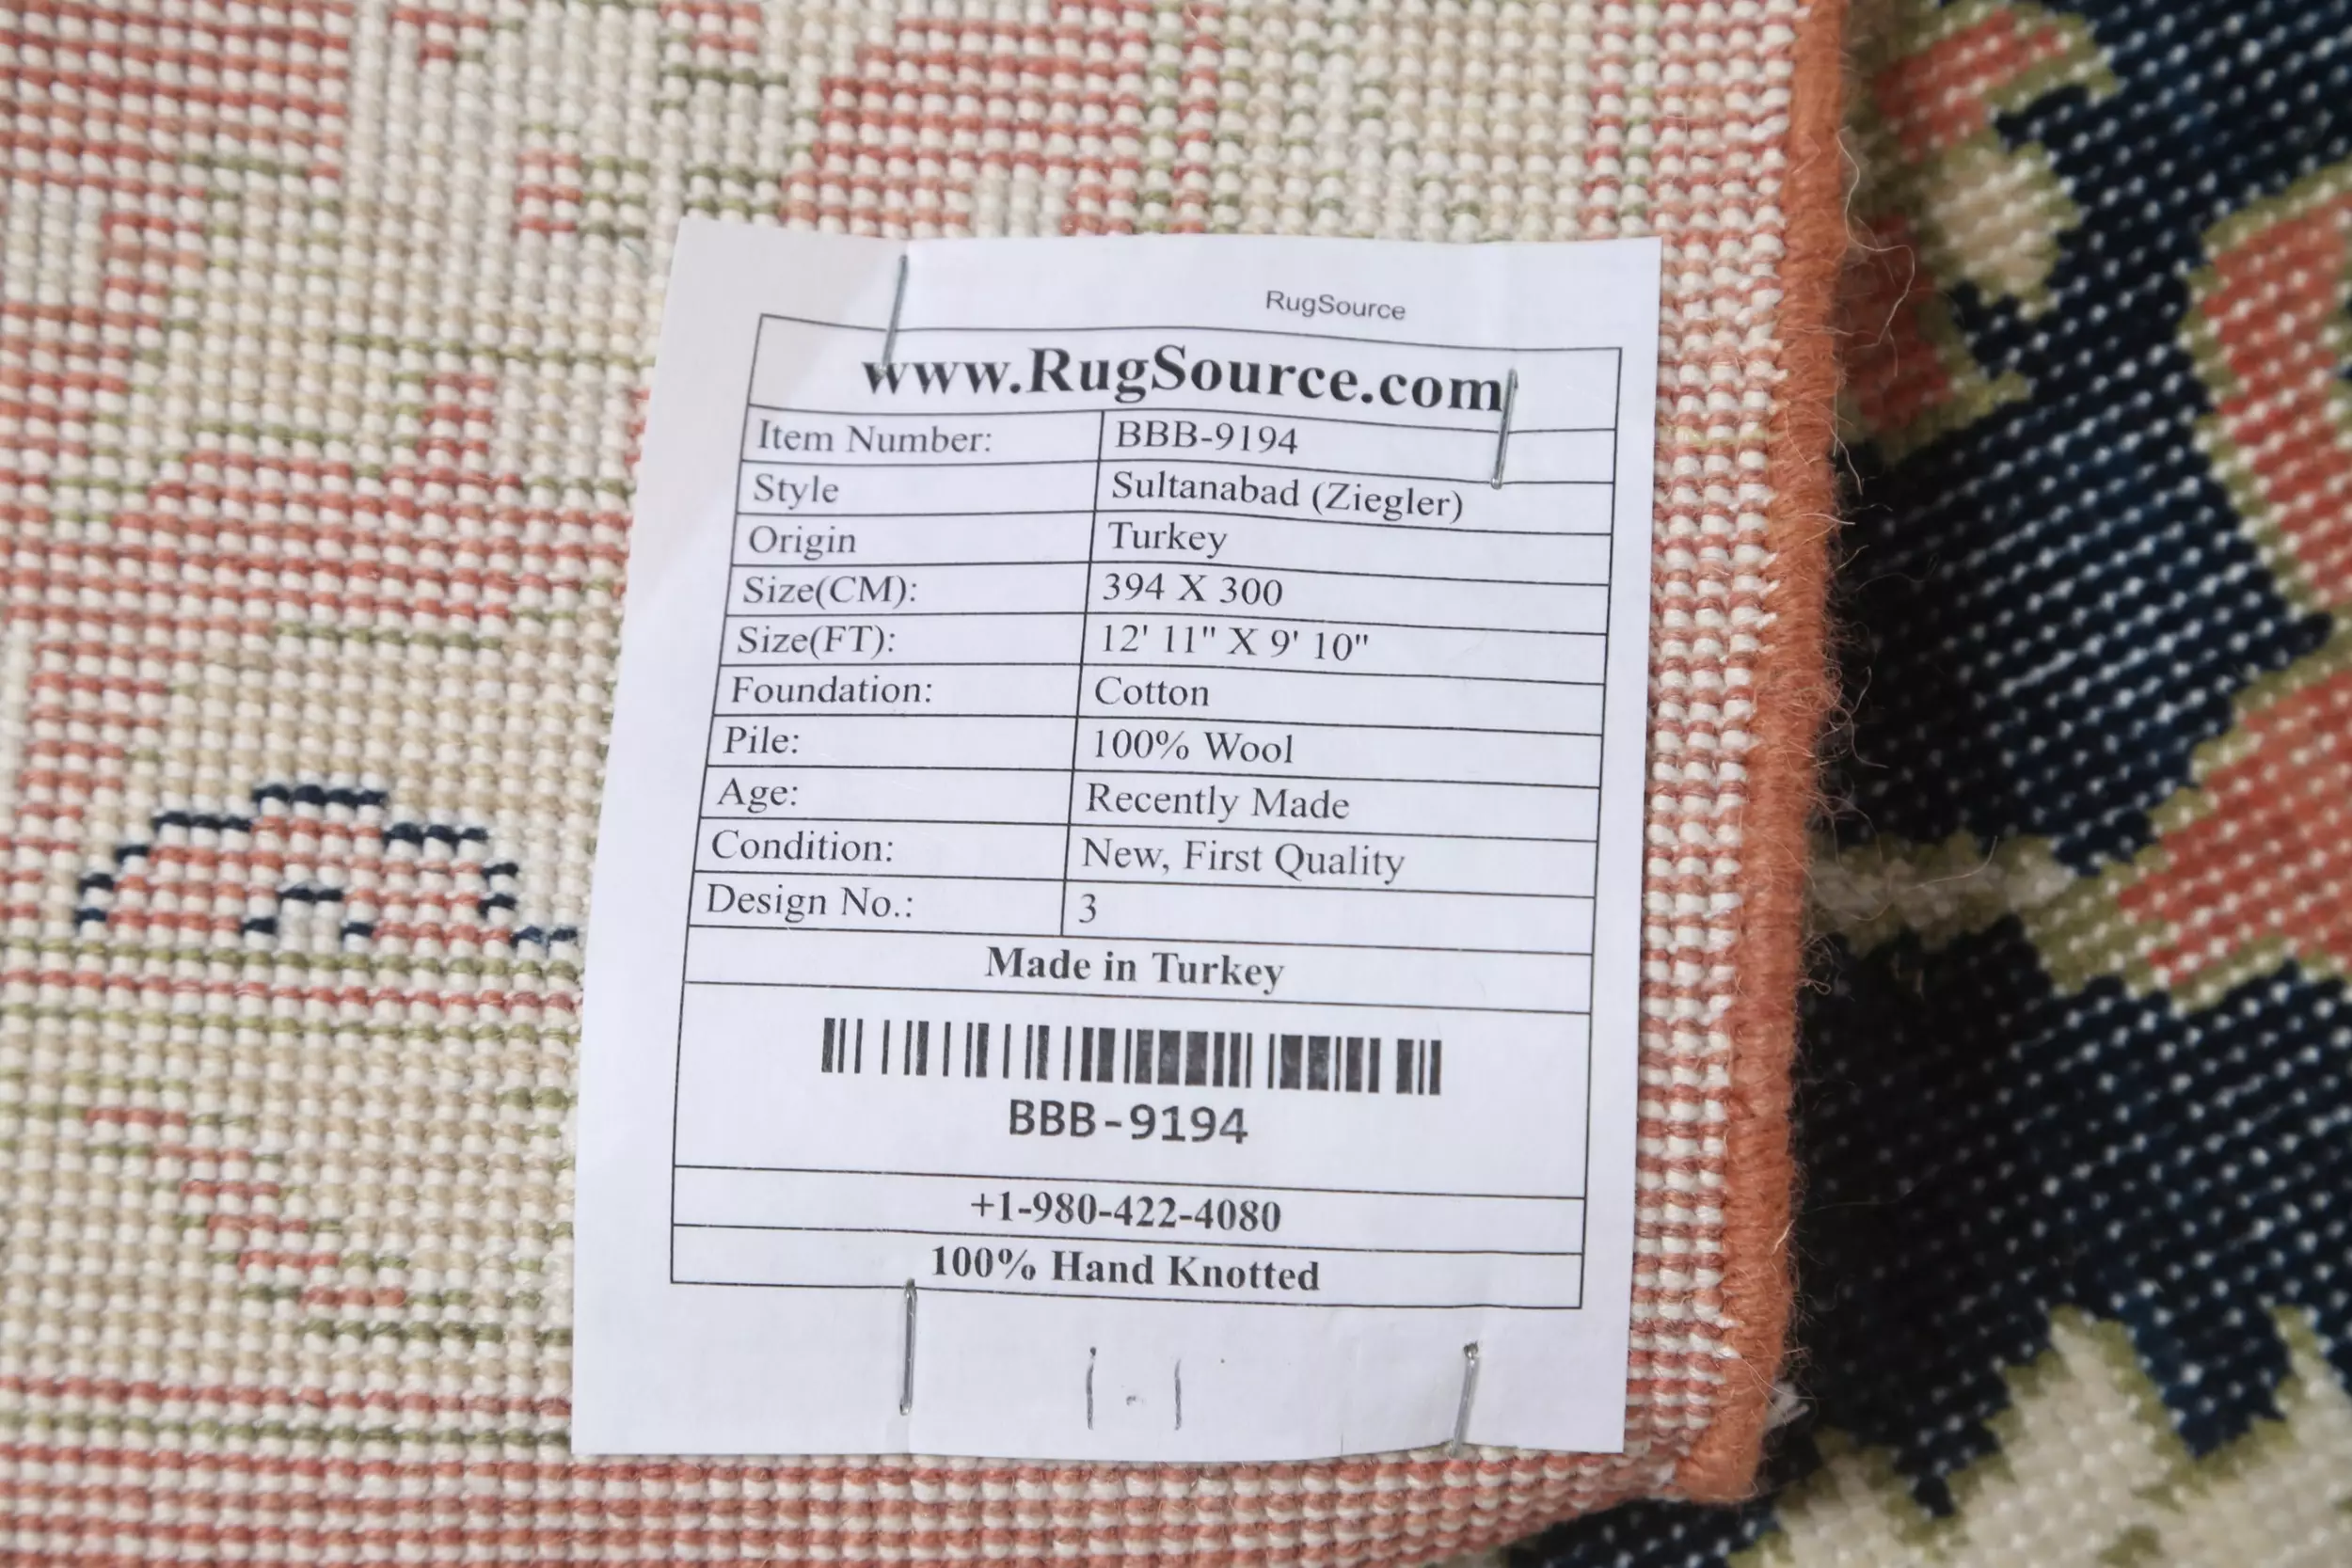 RugSource
www.RugSource.com
Item Number: BBB-9194
Style Sultanabad (Ziegler)
Origin Turkey
Size(CM): 394 X 300
Size(FT): 12' 11" X 9' 10"
Foundation: Cotton
Pile: 100% Wool
Age: Recently Made
Condition: New, First Quality
Design No.: 3
Made in Turkey
BBB-9194
+1-980-422-4080
100% Hand Knotted
1-1